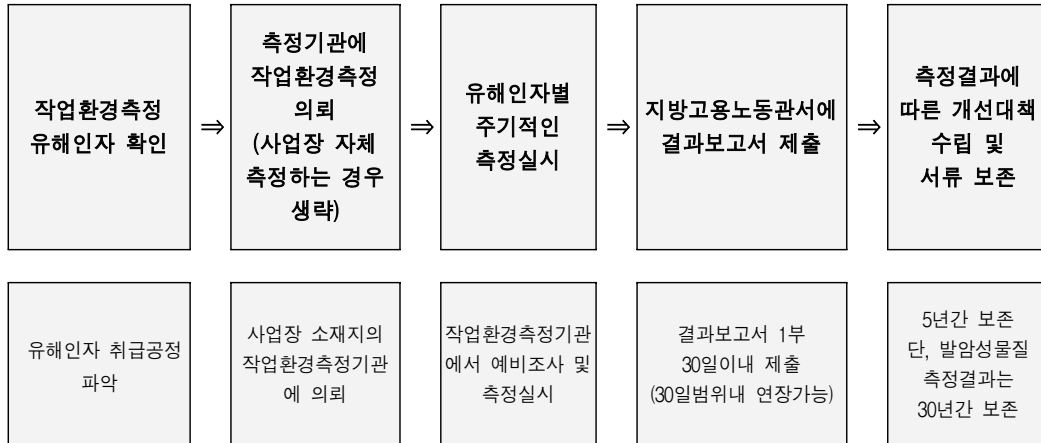 작업환경측정
유해인자 확인
⇒
측정기관에
작업환경측정
의뢰
(사업장 자체
측정하는 경우
생략)
⇒
유해인자별
주기적인
측정실시
⇒
지방고용노동관서에
결과보고서 제출
⇒
측정결과에
따른 개선대책
수립 및
서류 보존
유해인자 취급공정
파악
사업장 소재지의
작업환경측정기관
에 의뢰
작업환경측정기관
에서 예비조사 및
측정실시
결과보고서 1부
30일이내 제출
(30일범위내 연장가능)
5년간 보존
단, 발암성물질
측정결과는
30년간 보존